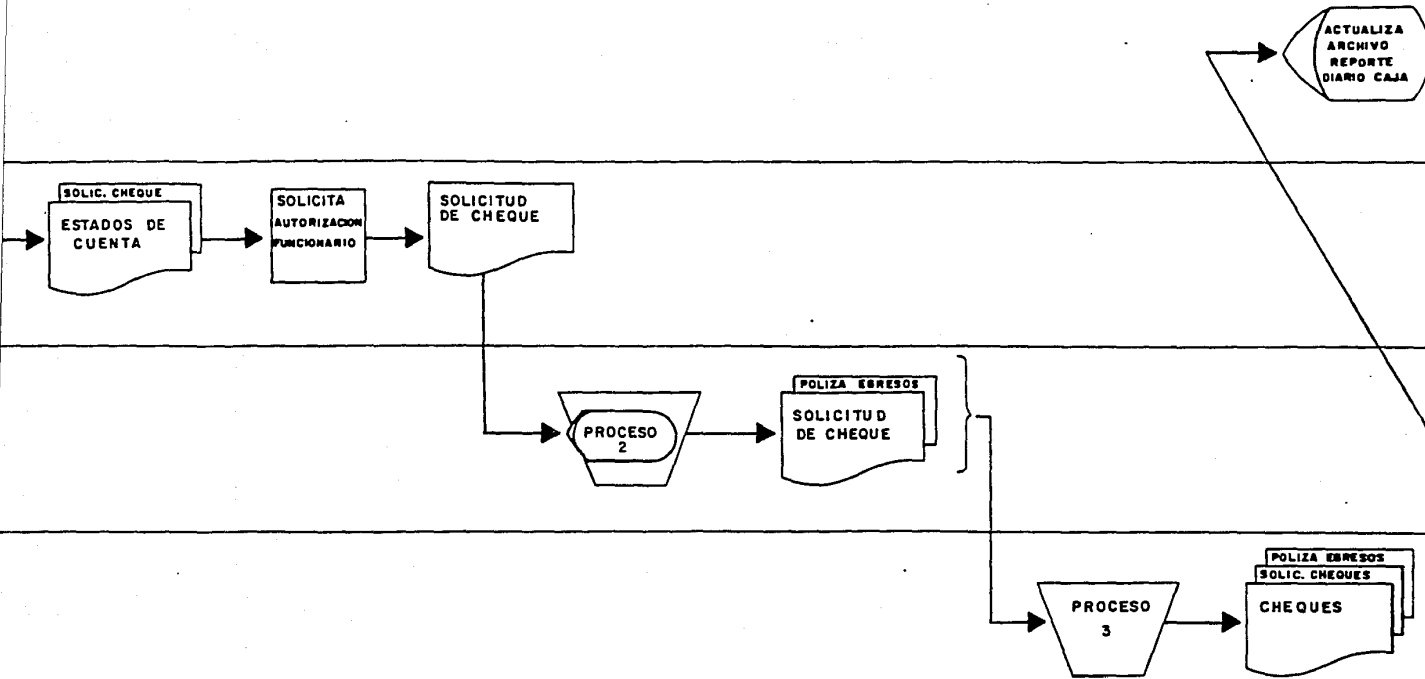 ACTUALIZA
ARCHIVO
REPORTE
DIARIO CAJA
SOLIC. CHEQUE
ESTADOS DE
CUENTA
SOLICITA
AUTORIZACION
FUNCIONARIO
SOLICITUD
DE CHEQUE
PROCESO
2
POLIZA EGRESOS
SOLICITUD
DE CHEQUE
PROCESO
3
POLIZA EGRESOS
SOLIC. CHEQUES
CHEQUES